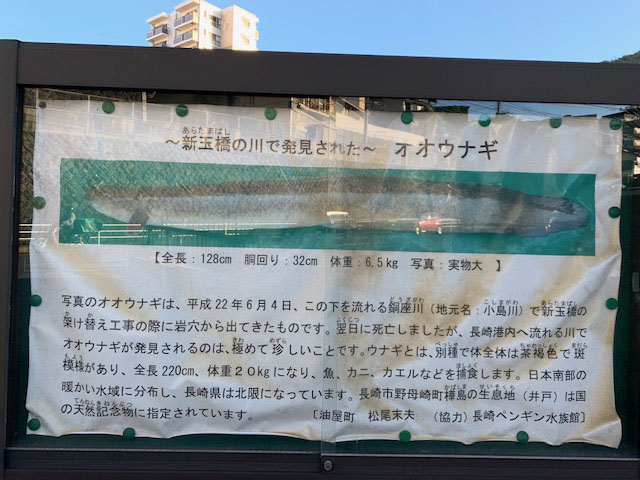 ～新玉橋の川で発見された～ オオウナギ
【全長：128cm 胴回り：32cm 体重：6.5kg 写真：実物大 】
写真のオオウナギは、平成22年6月4日、この下を流れる銅座川（地元名：小島川）で新玉橋の
架け替え工事の際に岩穴から出てきたものです。翌日に死亡しましたが、長崎港内へ流れる川で
オオウナギが発見されるのは、極めて珍しいことです。ウナギとは、別種で体全体は茶褐色で斑
模様があり、全長220cm、体重20kgになり、魚、カニ、カエルなどを捕食します。日本南部の
暖かい水域に分布し、長崎県は北限になっています。長崎市野母崎町樺島の生息地（井戸）は国
の天然記念物に指定されています。 〔油屋町 松尾末夫 （協力）長崎ペンギン水族館〕